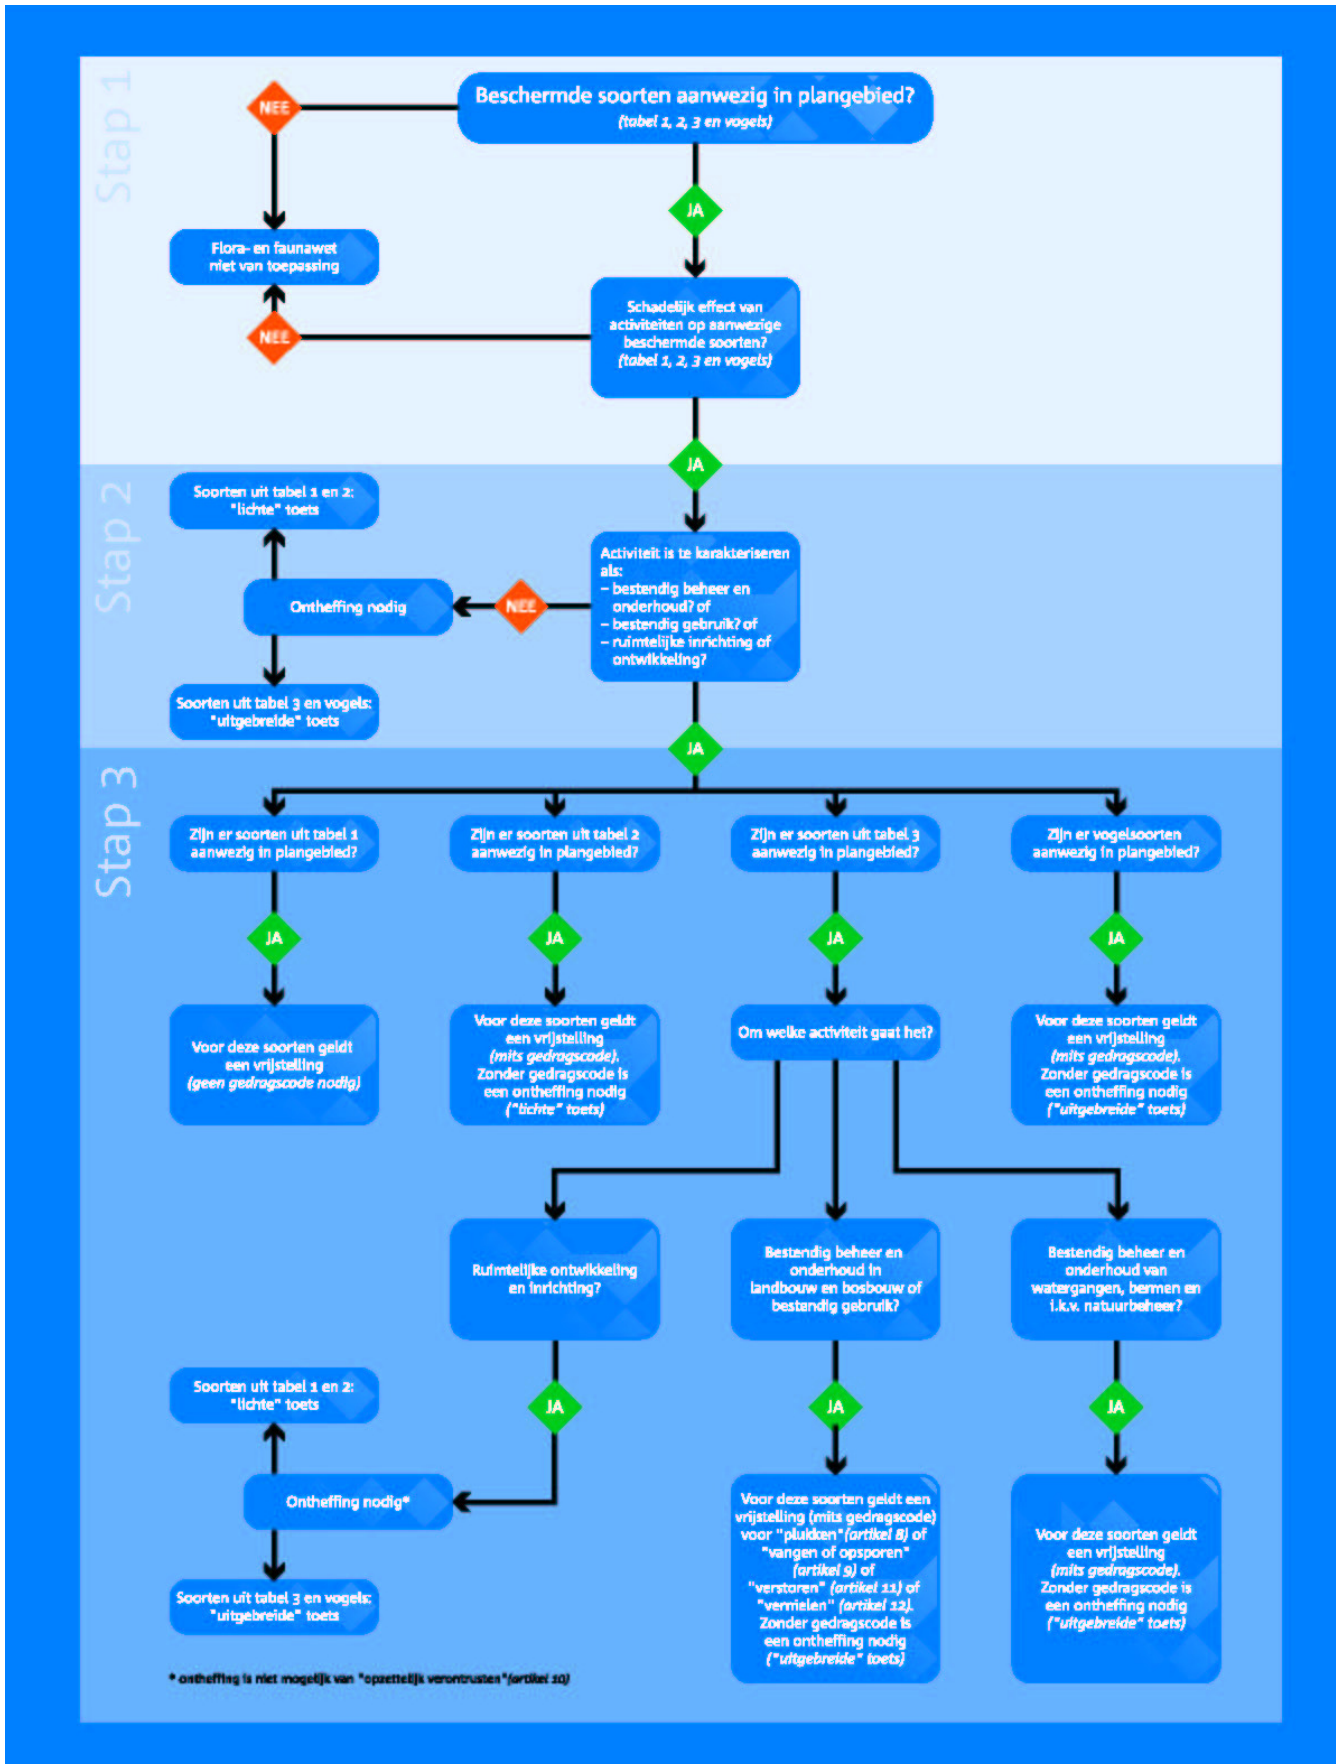 Stap 1
Beschermde soorten aanwezig in plangebied?
(tabel 1, 2, 3 en vogels)
NEE
JA
Flora- en faunawet
niet van toepassing
Schadelijk effect van
activiteiten op aanwezige
beschermde soorten?
(tabel 1, 2, 3 en vogels)
NEE
JA
Stap 2
Soorten uit tabel 1 en 2:
"lichte" toets
Activiteit is te karakteriseren
als:
– bestendig beheer en
onderhoud? of
– bestendig gebruik? of
– ruimtelijke inrichting of
ontwikkeling?
NEE
Ontheffing nodig
Soorten uit tabel 3 en vogels:
"uitgebreide" toets
JA
Stap 3
Zijn er soorten uit tabel 1
aanwezig in plangebied?
Zijn er soorten uit tabel 2
aanwezig in plangebied?
Zijn er soorten uit tabel 3
aanwezig in plangebied?
Zijn er vogelsoorten
aanwezig in plangebied?
JA
JA
JA
JA
Voor deze soorten geldt
een vrijstelling
(geen gedragscode nodig)
Voor deze soorten geldt
een vrijstelling
(mits gedragscode).
Zonder gedragscode is
een ontheffing nodig
("lichte" toets)
Om welke activiteit gaat het?
Voor deze soorten geldt
een vrijstelling
(mits gedragscode).
Zonder gedragscode is
een ontheffing nodig
("uitgebreide" toets)
Ruimtelijke ontwikkeling
en inrichting?
Bestendig beheer en
onderhoud in
landbouw en bosbouw of
bestendig gebruik?
Bestendig beheer en
onderhoud van
watergangen, bermen en
i.k.v. natuurbeheer?
JA
JA
JA
Soorten uit tabel 1 en 2:
"lichte" toets
Ontheffing nodig*
Soorten uit tabel 3 en vogels:
"uitgebreide" toets
Voor deze soorten geldt een
vrijstelling (mits gedragscode)
voor "plukken" (artikel 8) of
"vangen of opsporen"
(artikel 9) of
"verstoren" (artikel 11) of
"vernielen" (artikel 12).
Zonder gedragscode is
een ontheffing nodig
("uitgebreide" toets)
Voor deze soorten geldt
een vrijstelling
(mits gedragscode).
Zonder gedragscode is
een ontheffing nodig
("uitgebreide" toets)
* ontheffing is niet mogelijk van "opzettelijk verontrusten" (artikel 10)